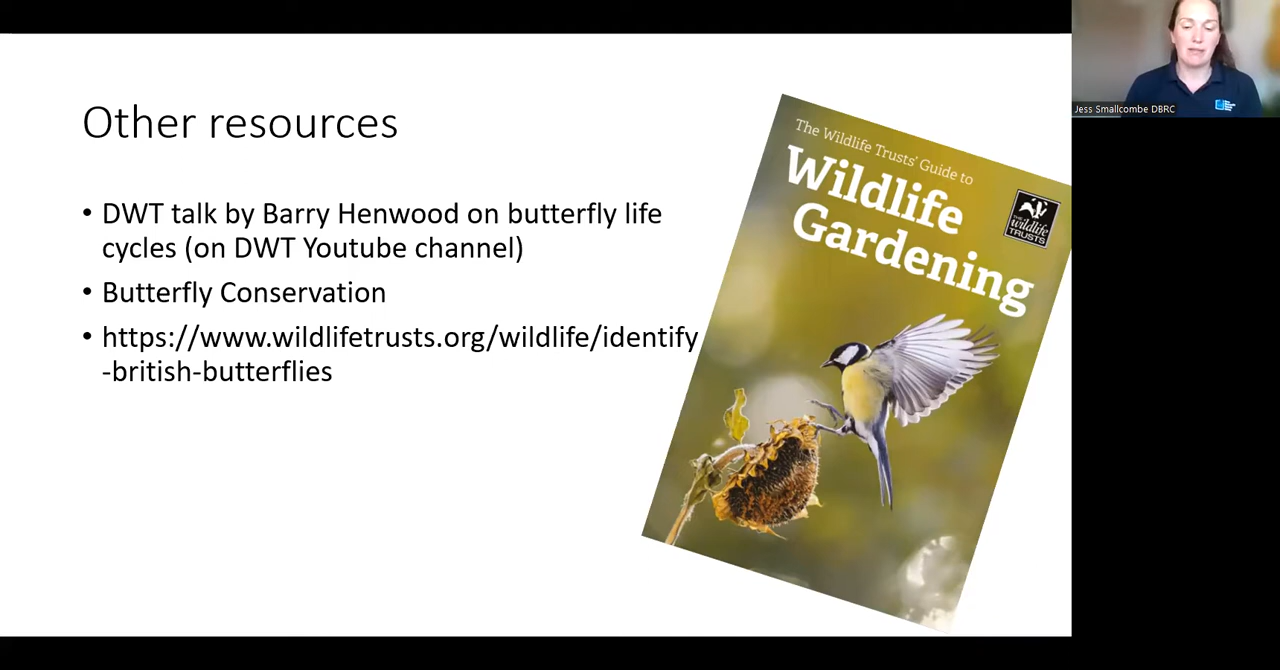 Other resources
• DWT talk by Barry Henwood on butterfly life
cycles (on DWT Youtube channel)
• Butterfly Conservation
• https://www.wildlifetrusts.org/wildlife/identify
-british-butterflies
The Wildlife Trusts' Guide to
Wildlife
Gardening
THE
wildlife
TRUSTS
Jess Smallcombe DBRC